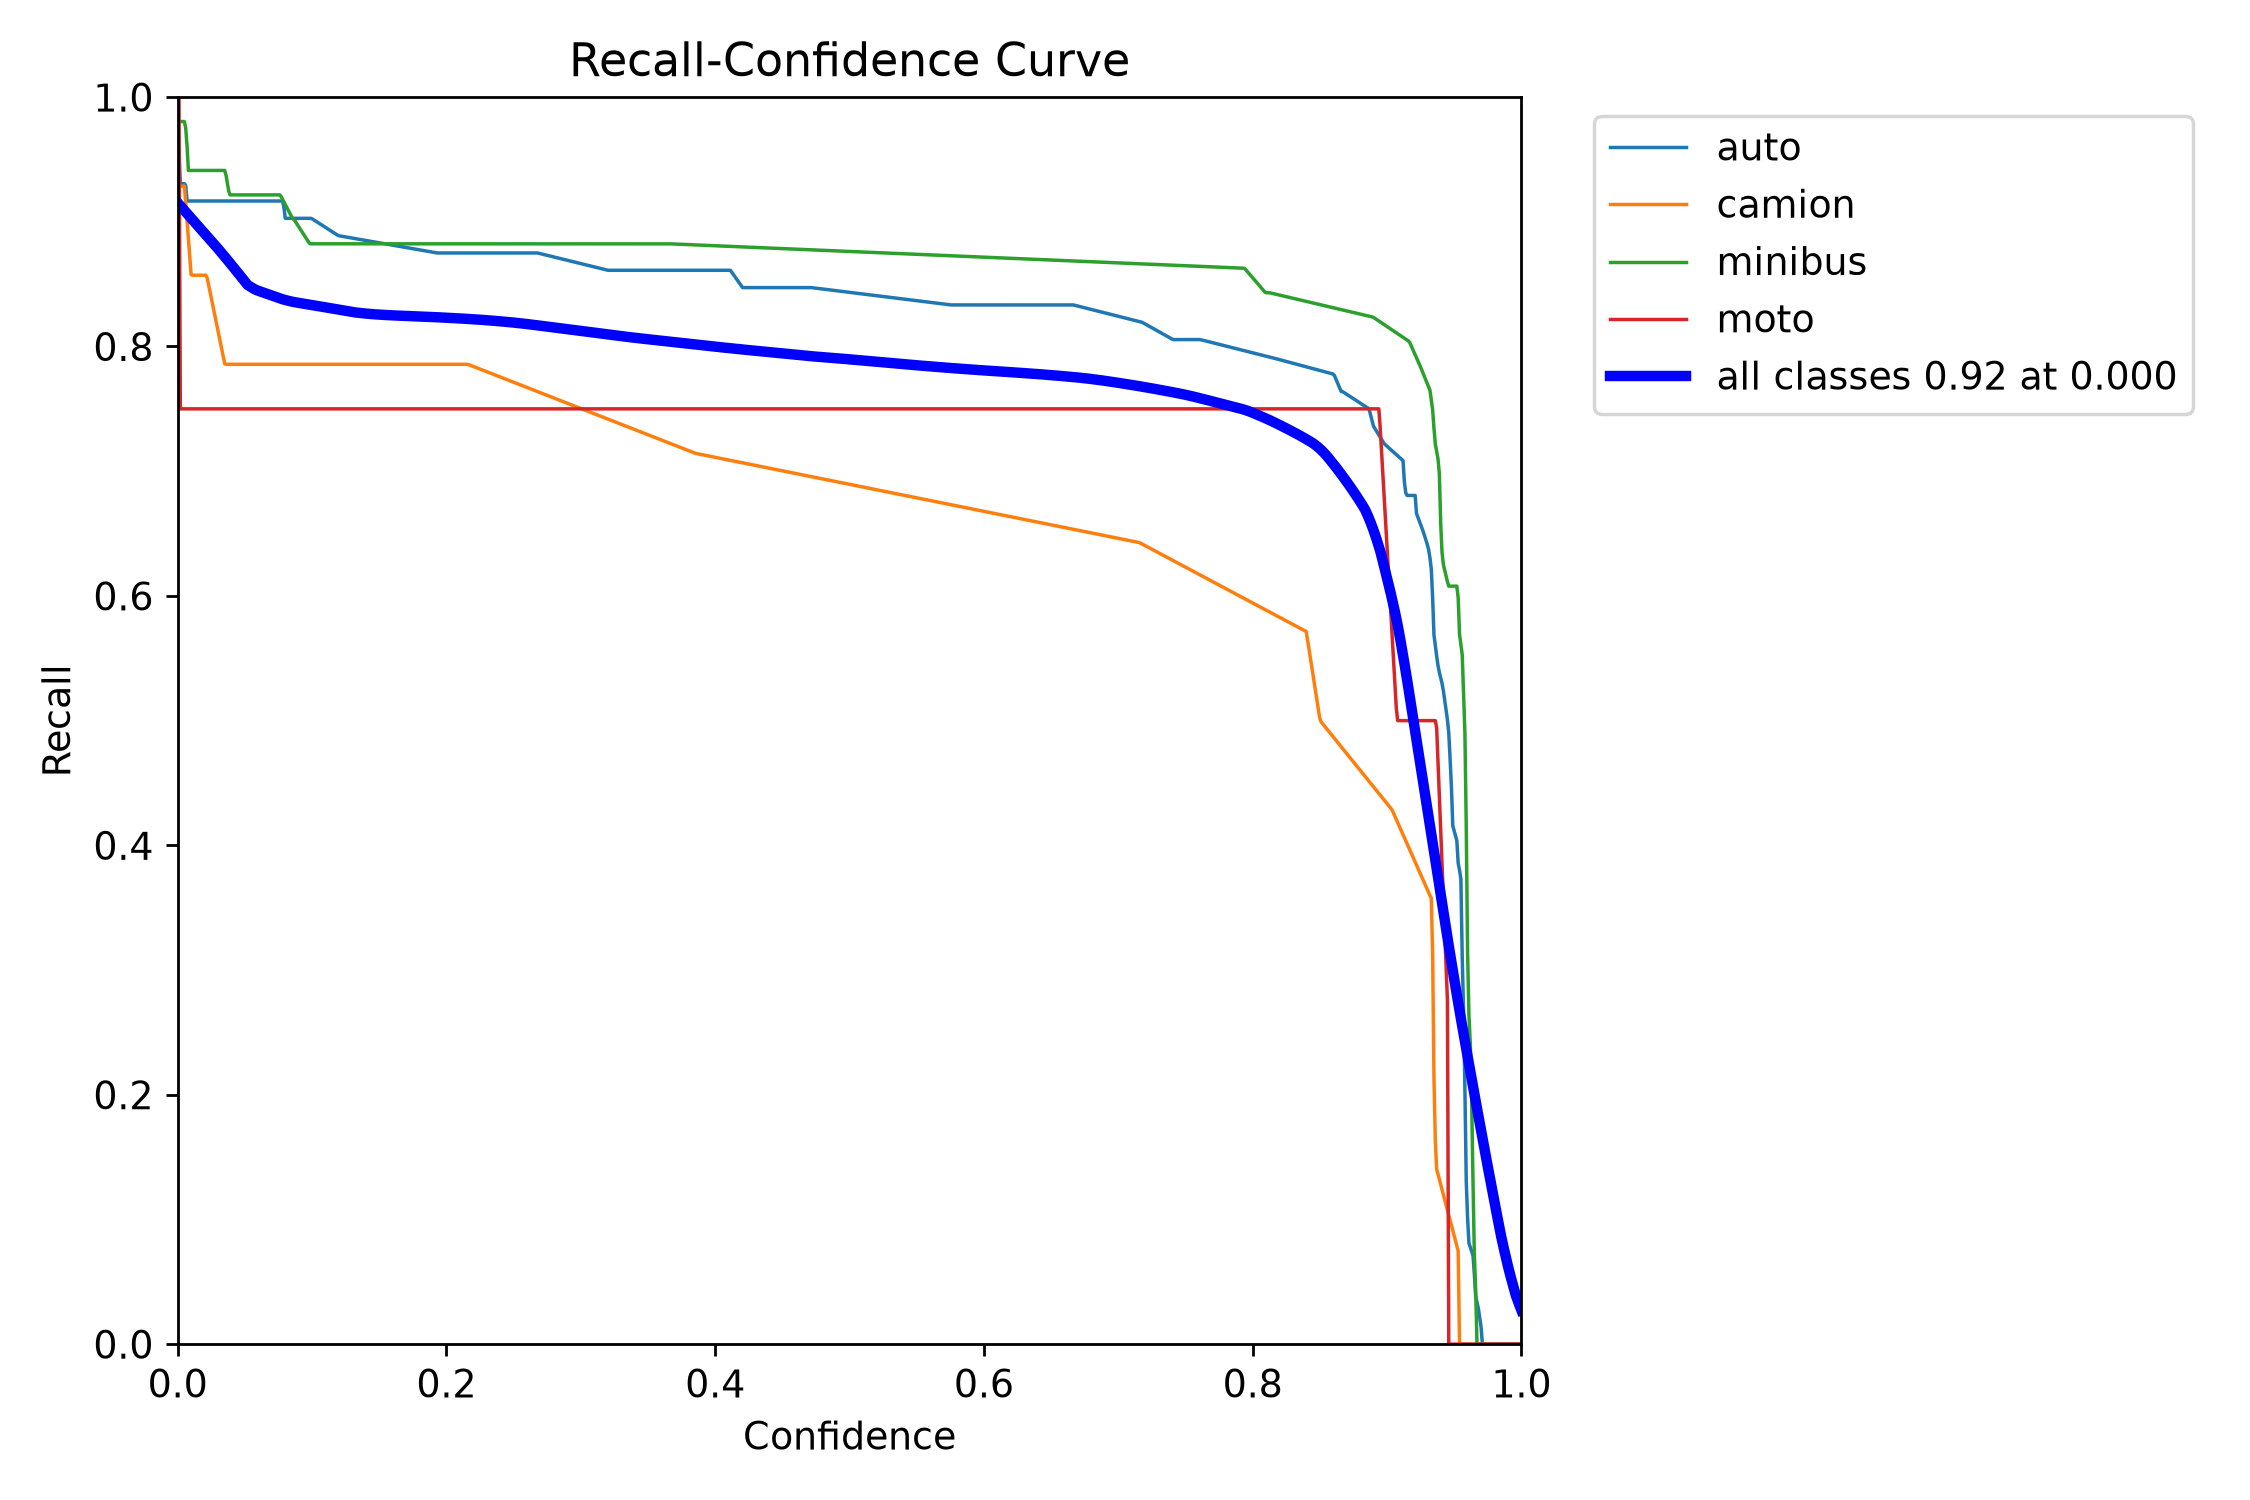 Recall-Confidence Curve
1.0
0.8
0.6
0.4
0.2
0.0
Recall
0.0 0.2 0.4 0.6 0.8 1.0
Confidence
auto
camion
minibus
moto
all classes 0.92 at 0.000